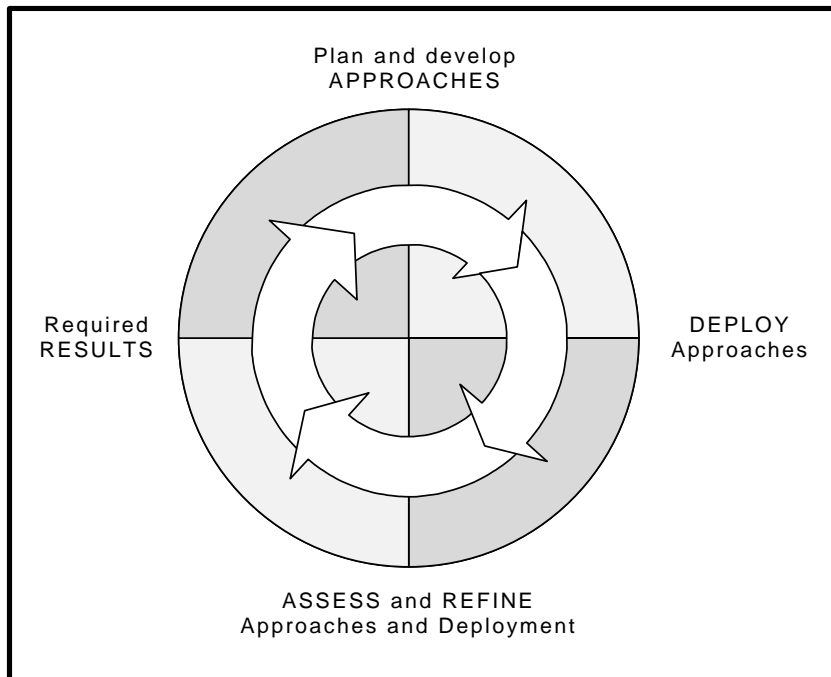 Plan and develop
APPROACHES
Required
RESULTS
DEPLOY
Approaches
ASSESS and REFINE
Approaches and Deployment